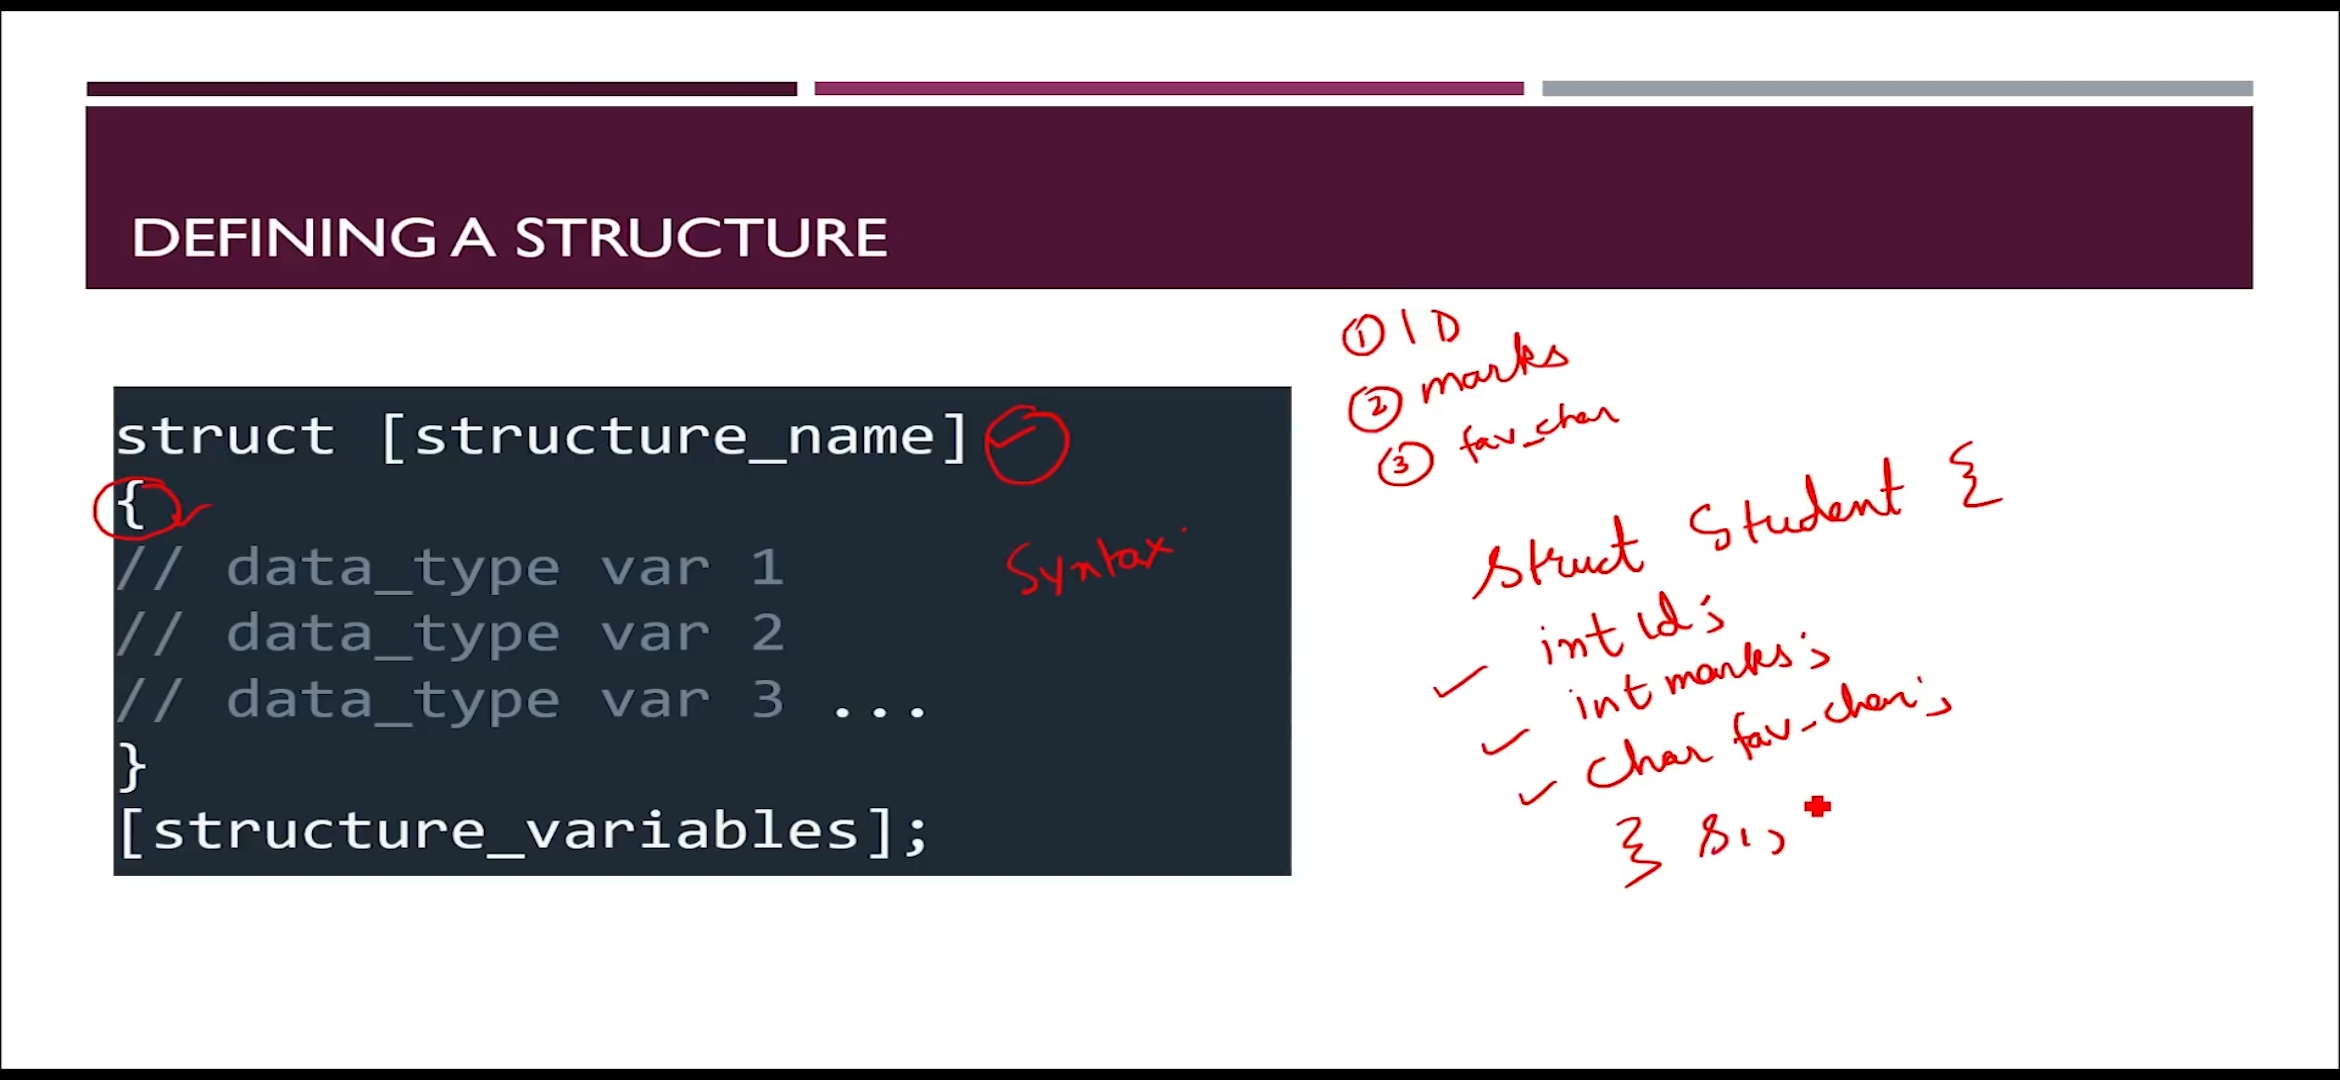 DEFINING A STRUCTURE
struct [structure_name]
{
// data_type var 1
// data_type var 2
// data_type var 3 ...
}
[structure_variables];
Syntax
① ID
② marks
③ fav_char
struct Student {
int id;
int marks;
char fav_char;
} s1,